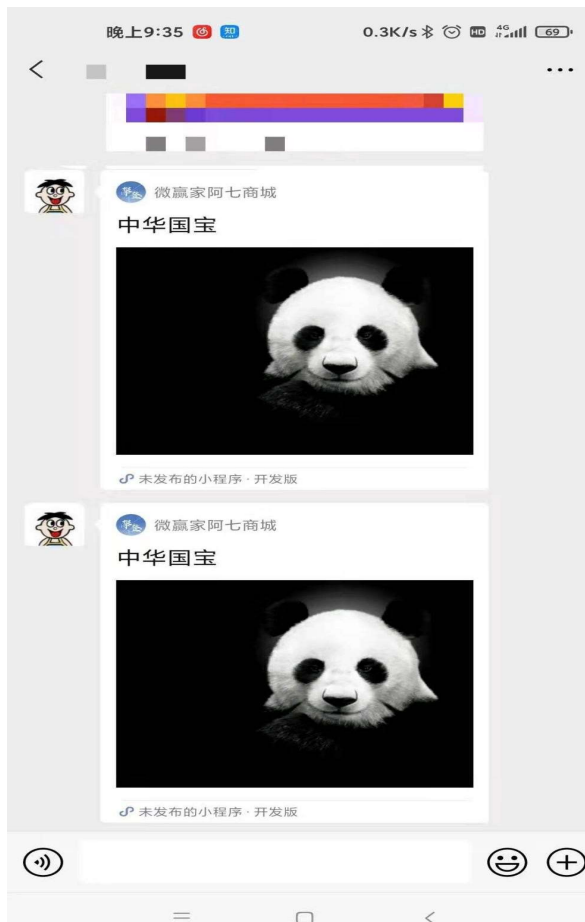 晚上9:35
0.3K/s
HD
4G
69
微赢家阿七商城
中华国宝
未发布的小程序·开发版
微赢家阿七商城
中华国宝
未发布的小程序·开发版